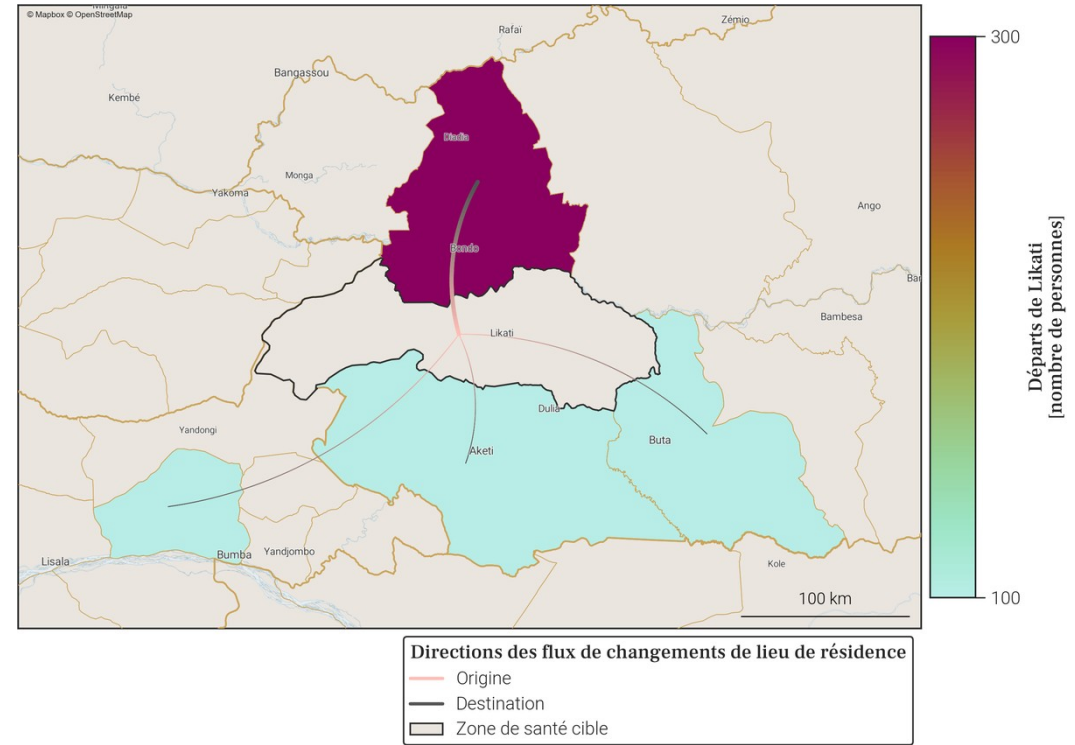 Mingala
© Mapbox © OpenStreetMap
Zémio
Rafaï
Bangassou
Kembé
Diadia
Monga
Yakoma
Ango
Bondo
Bambesa
Likati
Dulia
Yandongi
Buta
Aketi
Bumba
Yandjombo
Lisala
Kole
100 km
300
100
Départs de Likati
[nombre de personnes]
Directions des flux de changements de lieu de résidence
Origine
Destination
Zone de santé cible